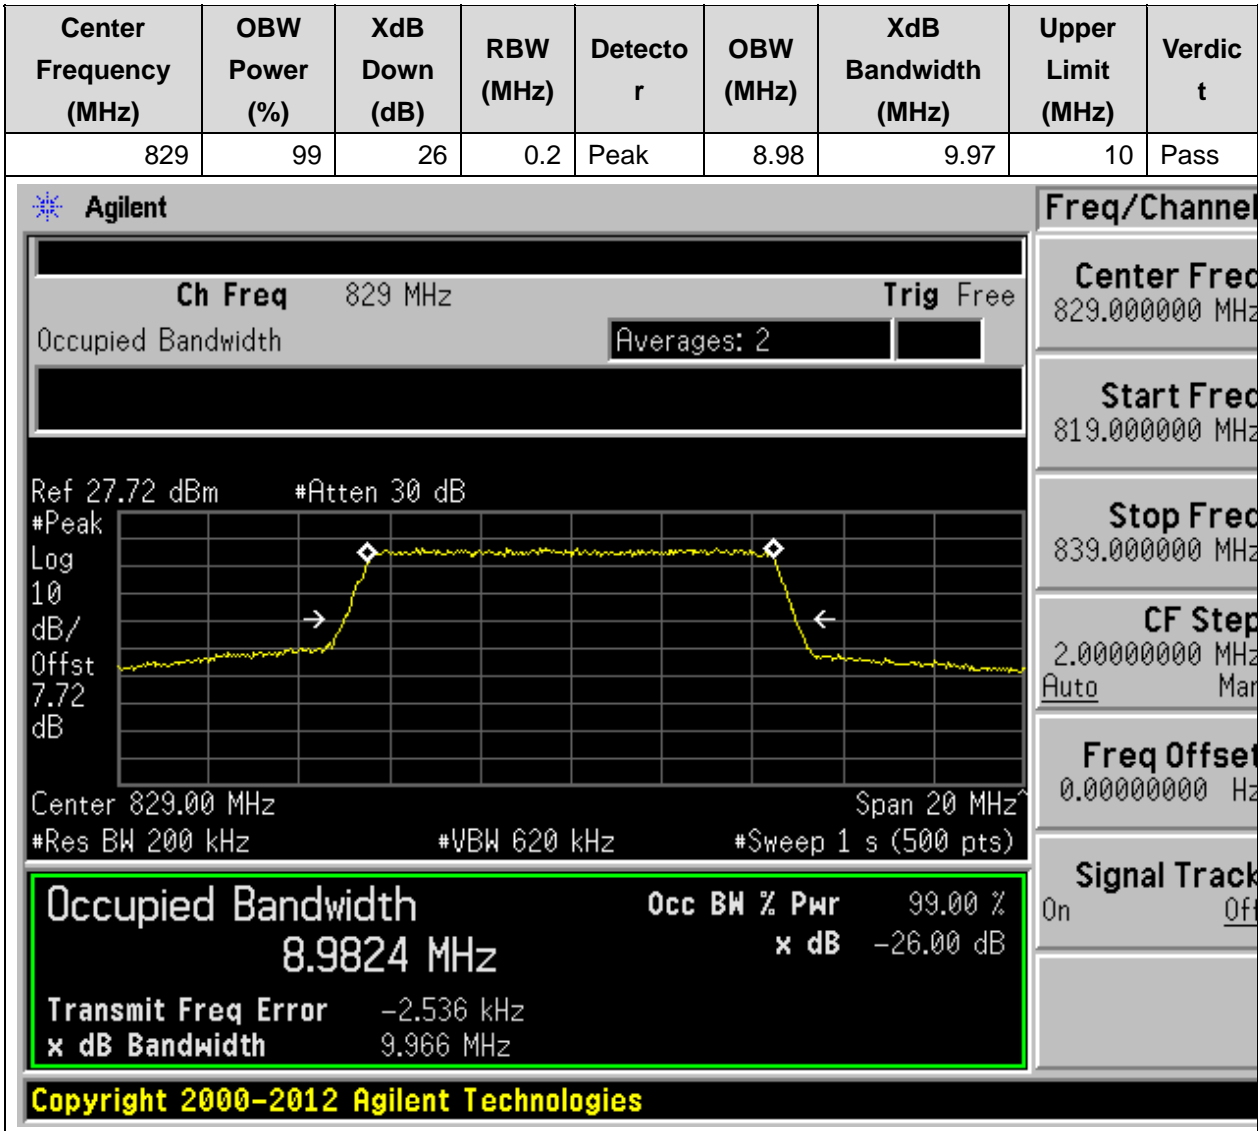 Center Frequency (MHz) OBW Power (%) XdB Down (dB) RBW (MHz) Detecto r OBW (MHz) XdB Bandwidth (MHz) Upper Limit (MHz) Verdic t
829 99 26 0.2 Peak 8.98 9.97 10 Pass
Agilent
Freq/Channel
Ch Freq 829 MHz Trig Free
Occupied Bandwidth Averages: 2
Ref 27.72 dBm #Atten 30 dB
#Peak
Log
10
dB/
Offst
7.72
dB
Center 829.00 MHz Span 20 MHz^
#Res BW 200 kHz #VBW 620 kHz #Sweep 1 s (500 pts)
Occupied Bandwidth Occ BW % Pwr 99.00 %
8.9824 MHz x dB -26.00 dB
Transmit Freq Error -2.536 kHz
x dB Bandwidth 9.966 MHz
Center Freq
829.000000 MHz
Start Freq
819.000000 MHz
Stop Freq
839.000000 MHz
CF Step
2.00000000 MHz
Auto Man
Freq Offset
0.00000000 Hz
Signal Track
On Off
Copyright 2000-2012 Agilent Technologies